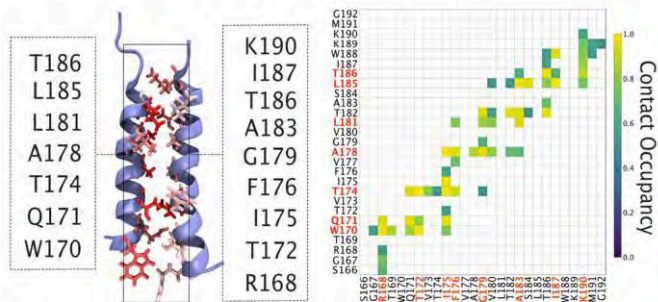 T186
L185
L181
A178
T174
Q171
W170
K190
I187
T186
A183
G179
F176
I175
T172
R168
G192
M191
K190
K189
W188
I187
T186
L185
S184
A183
T182
L181
V180
G179
A178
V177
F176
I175
T174
V173
T172
Q171
W170
T169
R168
G167
S166
S166
G167
R168
T169
W170
Q171
T172
V173
T174
I175
F176
V177
A178
G179
V180
L181
T182
A183
S184
L185
T186
I187
W188
K189
K190
M191
G192
1.0
0.8
0.6
0.4
0.2
0.0
Contact Occupancy